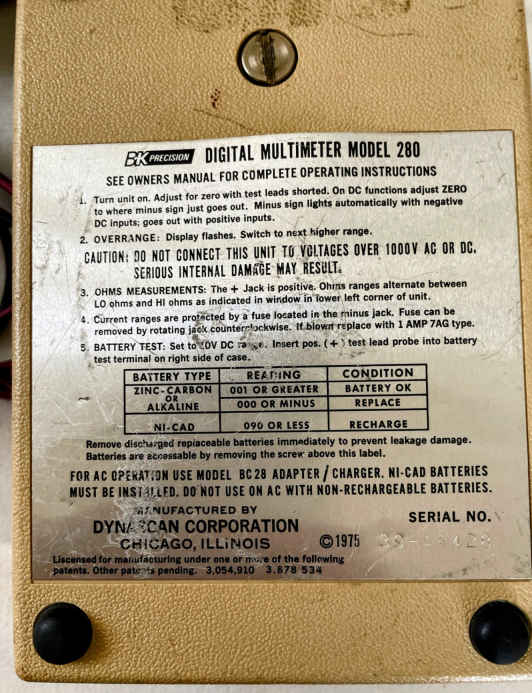 B&K PRECISION DIGITAL MULTIMETER MODEL 280
SEE OWNERS MANUAL FOR COMPLETE OPERATING INSTRUCTIONS
1. Turn unit on. Adjust for zero with test leads shorted. On DC functions adjust ZERO
to where minus sign just goes out. Minus sign lights automatically with negative
DC inputs; goes out with positive inputs.
2. OVERRANGE: Display flashes. Switch to next higher range.
CAUTION: DO NOT CONNECT THIS UNIT TO VOLTAGES OVER 1000V AC OR DC.
SERIOUS INTERNAL DAMAGE MAY RESULT.
3. OHMS MEASUREMENTS: The + Jack is positive. Ohms ranges alternate between
LO ohms and HI ohms as indicated in window in lower left corner of unit.
4. Current ranges are protected by a fuse located in the minus jack. Fuse can be
removed by rotating jack counterclockwise. If blown replace with 1 AMP 7AG type.
5. BATTERY TEST: Set to 10V DC range. Insert pos. (+) test lead probe into battery
test terminal on right side of case.
BATTERY TYPE READING CONDITION
ZINC-CARBON 001 OR GREATER BATTERY OK
OR
ALKALINE 000 OR MINUS REPLACE
NI-CAD 090 OR LESS RECHARGE
Remove discharged replaceable batteries immediately to prevent leakage damage.
Batteries are accessable by removing the screw above this label.
FOR AC OPERATION USE MODEL BC28 ADAPTER / CHARGER. NI-CAD BATTERIES
MUST BE INSTALLED. DO NOT USE ON AC WITH NON-RECHARGEABLE BATTERIES.
MANUFACTURED BY
DYNASCAN CORPORATION SERIAL NO.
CHICAGO, ILLINOIS ©1975
Liscensed for manufacturing under one or more of the following
patents. Other patents pending. 3,054,910 3.878 534